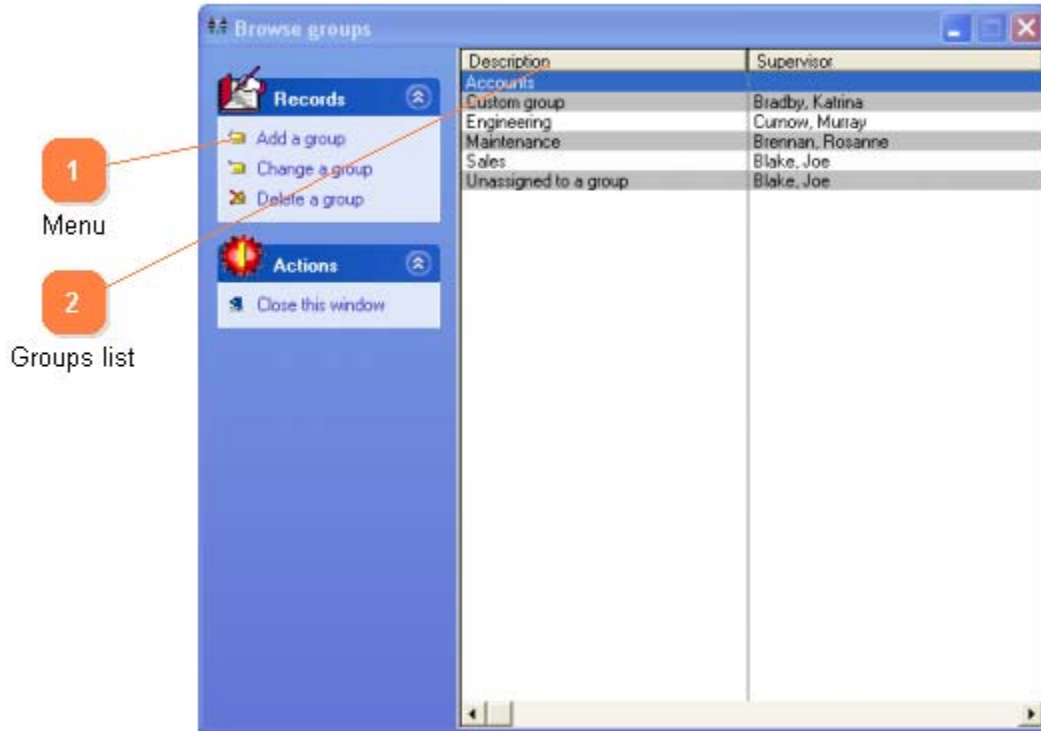 Browse groups
Records
Add a group
Change a group
Delete a group
Actions
Close this window
Description Supervisor
Accounts
Custom group Bradby, Katrina
Engineering Curnow, Murray
Maintenance Brennan, Rosanne
Sales Blake, Joe
Unassigned to a group Blake, Joe
1
Menu
2
Groups list